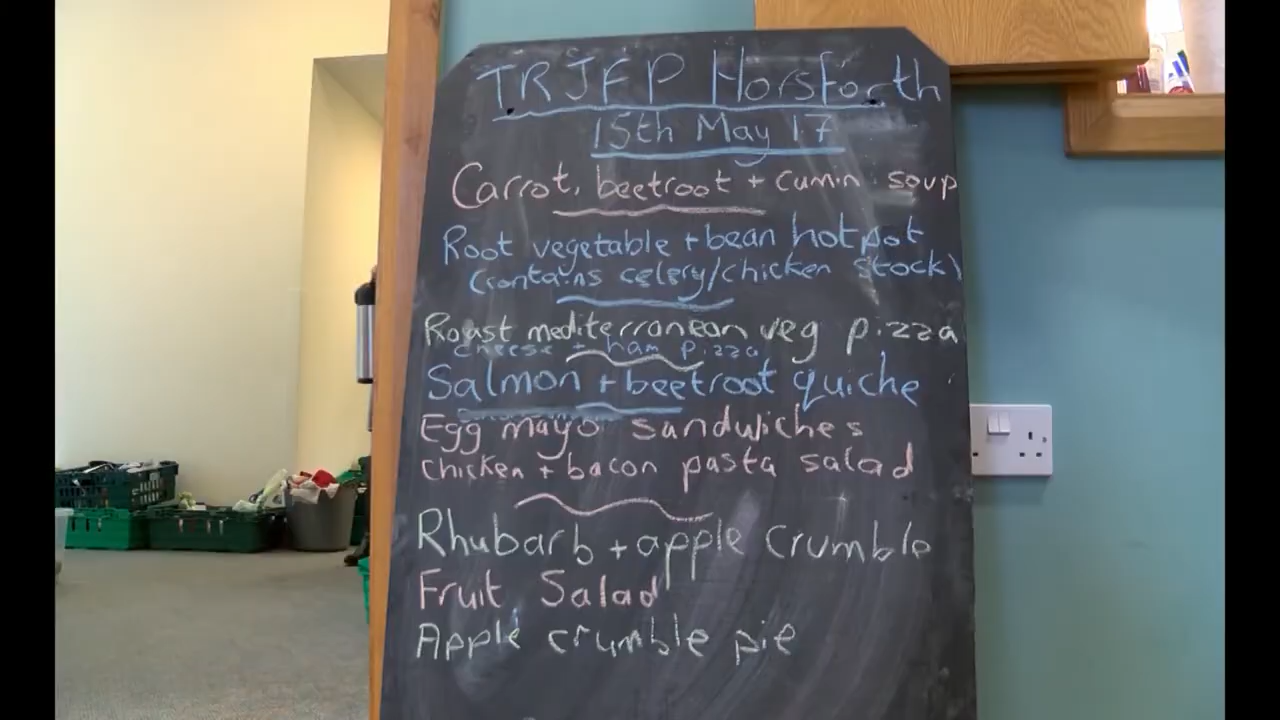 TRJFP Horsforth
15th May 17
Carrot, beetroot + cumin soup
Root vegetable + bean hotpot
(contains celery/chicken stock)
Roast mediterranean veg pizza
cheese + ham pizza
Salmon + beetroot quiche
Egg mayo sandwiches
Chicken + bacon pasta salad
Rhubarb + apple crumble
Fruit Salad
Apple crumble pie